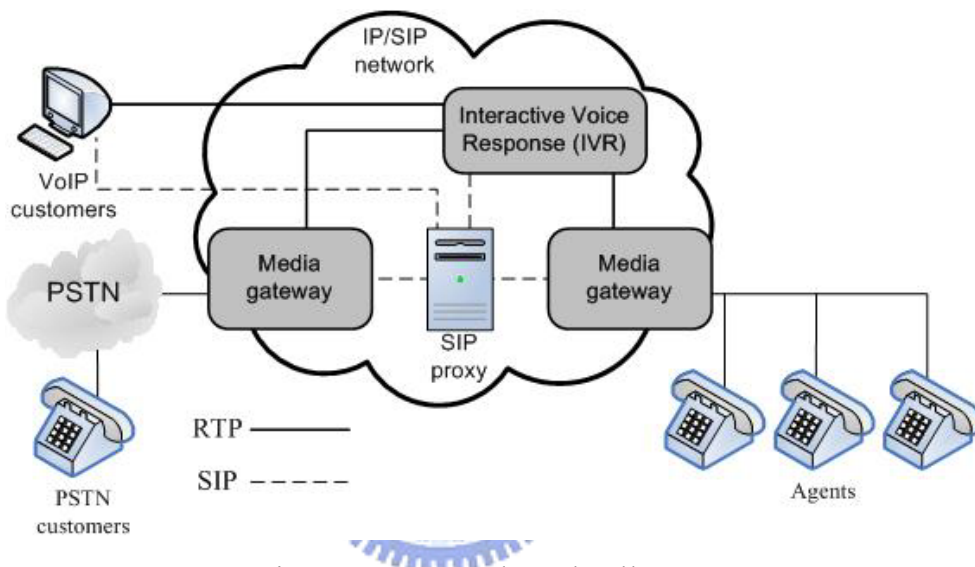 IP/SIP
network
Interactive Voice
Response (IVR)
VoIP
customers
Media
gateway
Media
gateway
PSTN
SIP
proxy
RTP
SIP
PSTN
customers
Agents